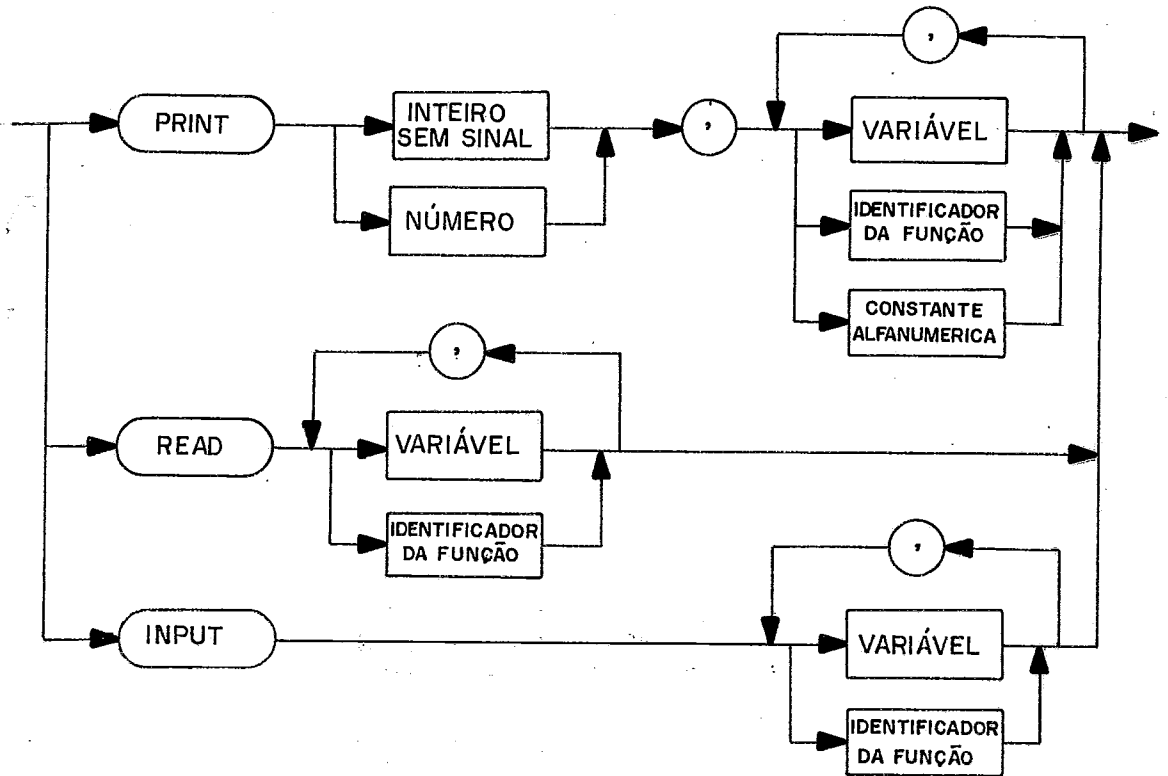 ,
PRINT
INTEIRO
SEM SINAL
,
VARIÁVEL
NÚMERO
IDENTIFICADOR
DA FUNÇÃO
CONSTANTE
ALFANUMERICA
,
READ
VARIÁVEL
IDENTIFICADOR
DA FUNÇÃO
,
INPUT
VARIÁVEL
IDENTIFICADOR
DA FUNÇÃO